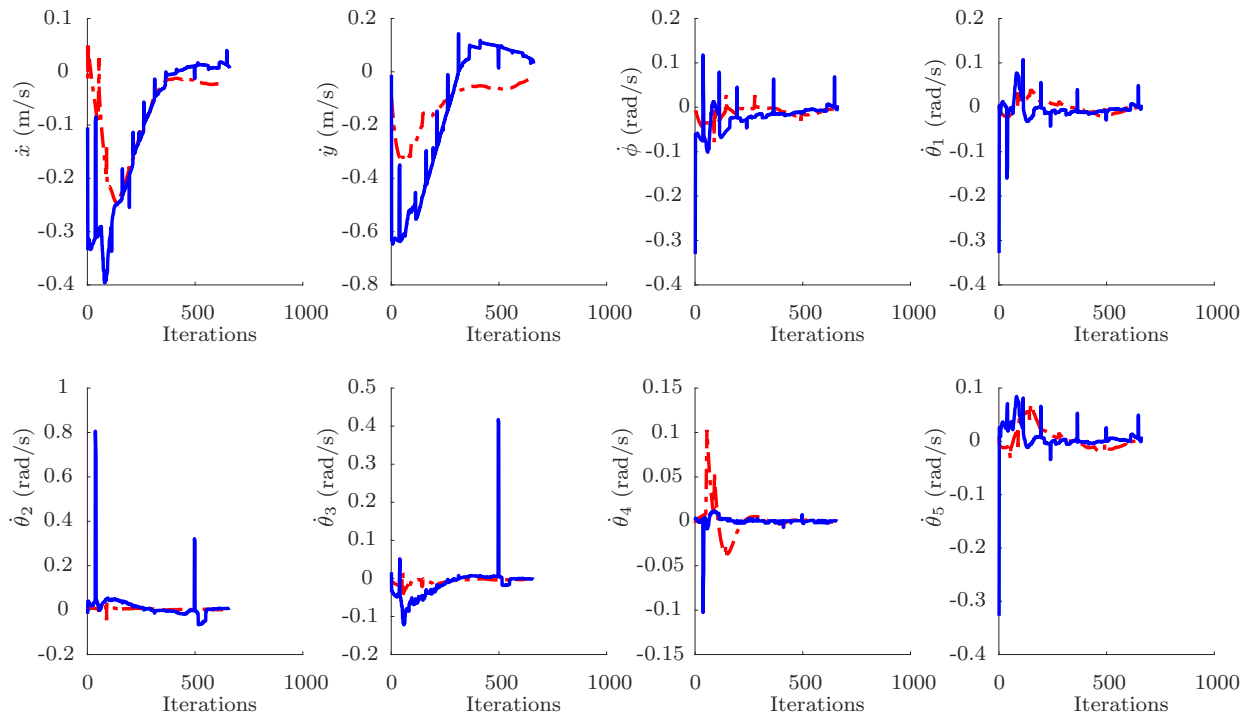 0.1
0
-0.1
-0.2
-0.3
-0.4
ẋ (m/s)
0 500 1000
Iterations
0.2
0
-0.2
-0.4
-0.6
-0.8
ẏ (m/s)
0 500 1000
Iterations
0.2
0.1
0
-0.1
-0.2
-0.3
-0.4
ϕ̇ (rad/s)
0 500 1000
Iterations
0.2
0.1
0
-0.1
-0.2
-0.3
-0.4
θ̇₁ (rad/s)
0 500 1000
Iterations
1
0.8
0.6
0.4
0.2
0
-0.2
θ̇₂ (rad/s)
0 500 1000
Iterations
0.5
0.4
0.3
0.2
0.1
0
-0.1
-0.2
θ̇₃ (rad/s)
0 500 1000
Iterations
0.15
0.1
0.05
0
-0.05
-0.1
-0.15
θ̇₄ (rad/s)
0 500 1000
Iterations
0.1
0
-0.1
-0.2
-0.3
-0.4
θ̇₅ (rad/s)
0 500 1000
Iterations